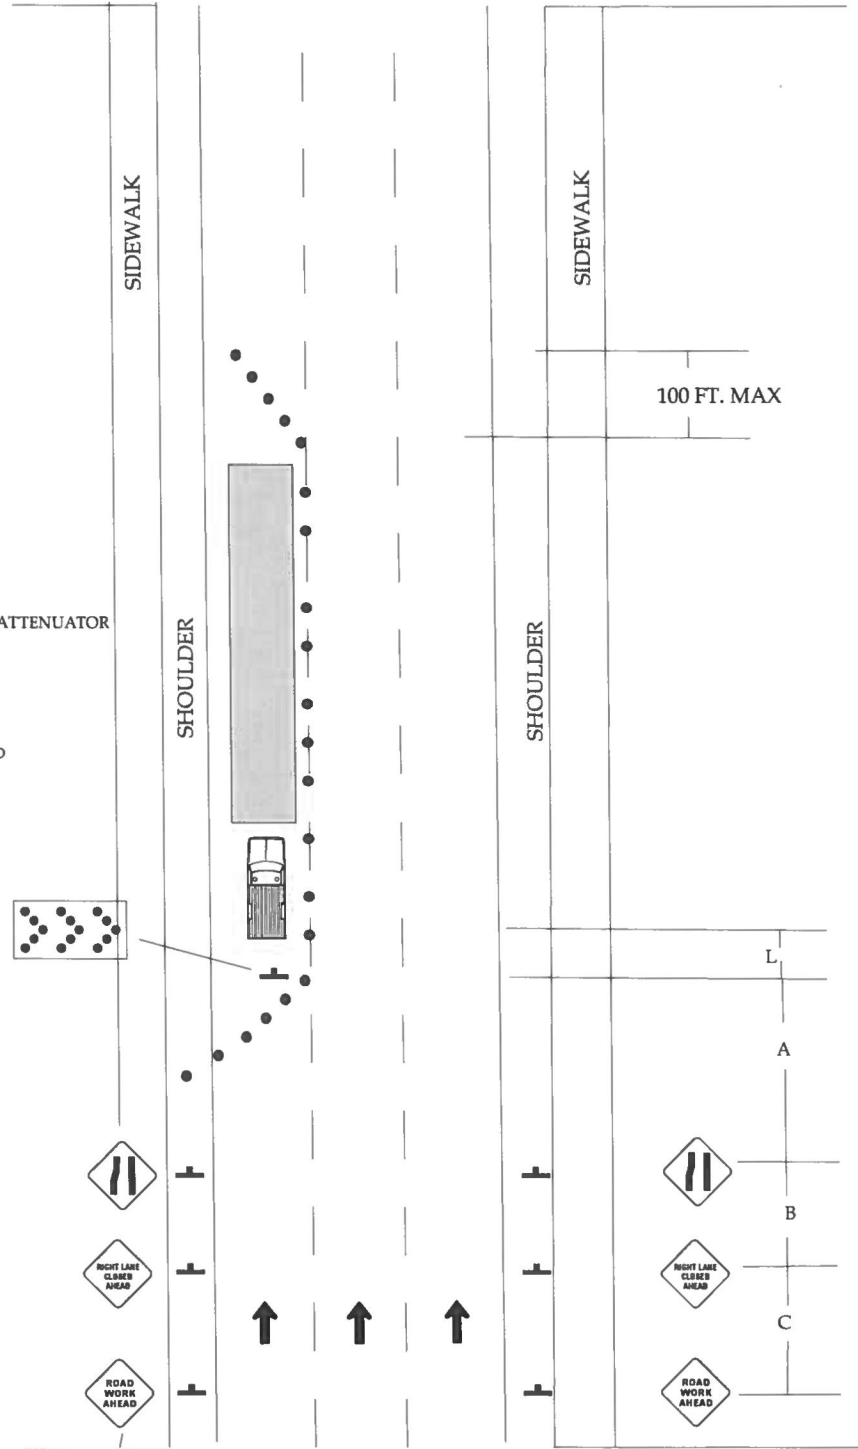 SIDEWALK
SIDEWALK
100 FT. MAX
ATTENUATOR
SHOULDER
SHOULDER
L
A
B
RIGHT LANE
CLOSED
AHEAD
RIGHT LANE
CLOSED
AHEAD
C
ROAD
WORK
AHEAD
ROAD
WORK
AHEAD